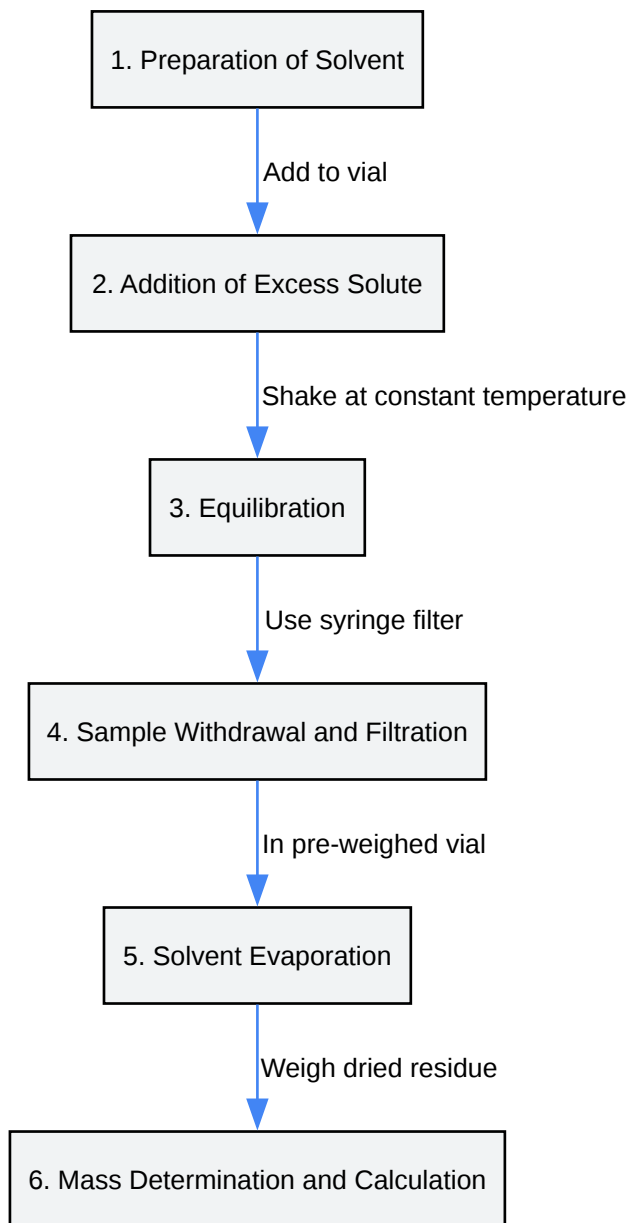 1. Preparation of Solvent
Add to vial
2. Addition of Excess Solute
Shake at constant temperature
3. Equilibration
Use syringe filter
4. Sample Withdrawal and Filtration
In pre-weighed vial
5. Solvent Evaporation
Weigh dried residue
6. Mass Determination and Calculation